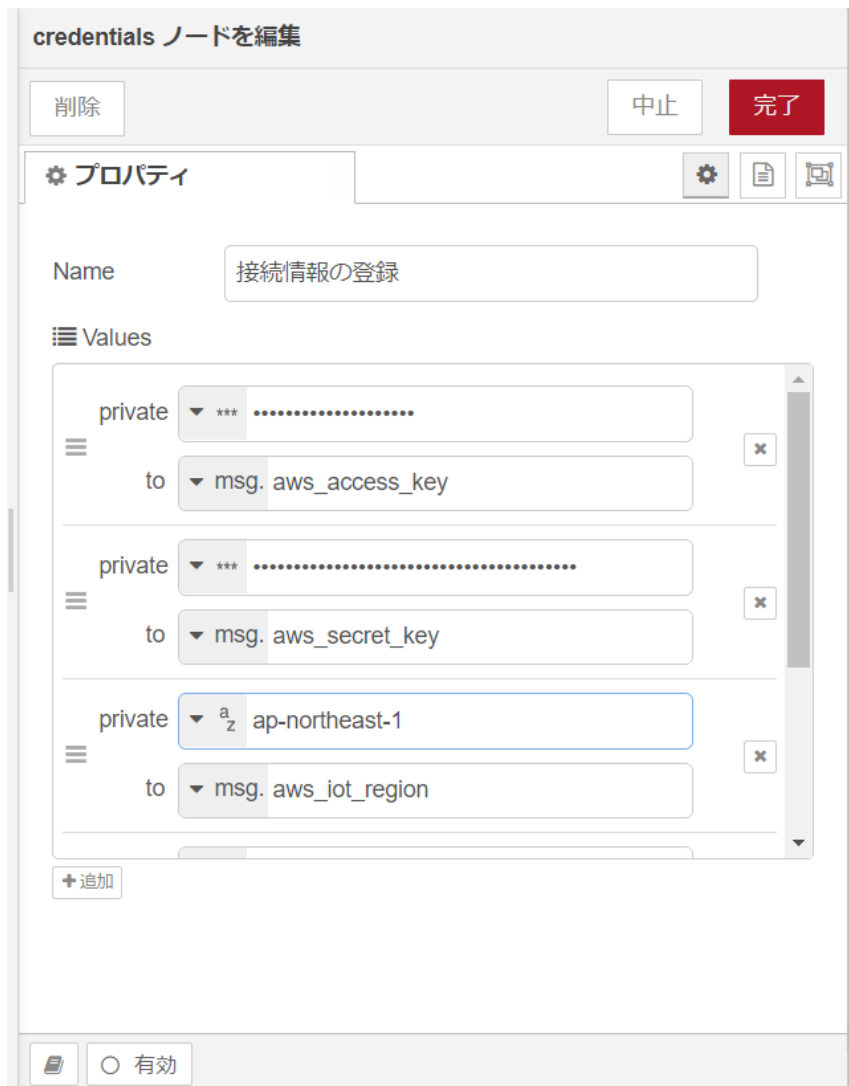 credentials ノードを編集
削除 中止 完了
プロパティ
Name 接続情報の登録
Values
private *** ••••••••••••••••••••
to msg. aws_access_key
private *** ••••••••••••••••••••••••••••••••••••••••
to msg. aws_secret_key
private az ap-northeast-1
to msg. aws_iot_region
+追加
有効